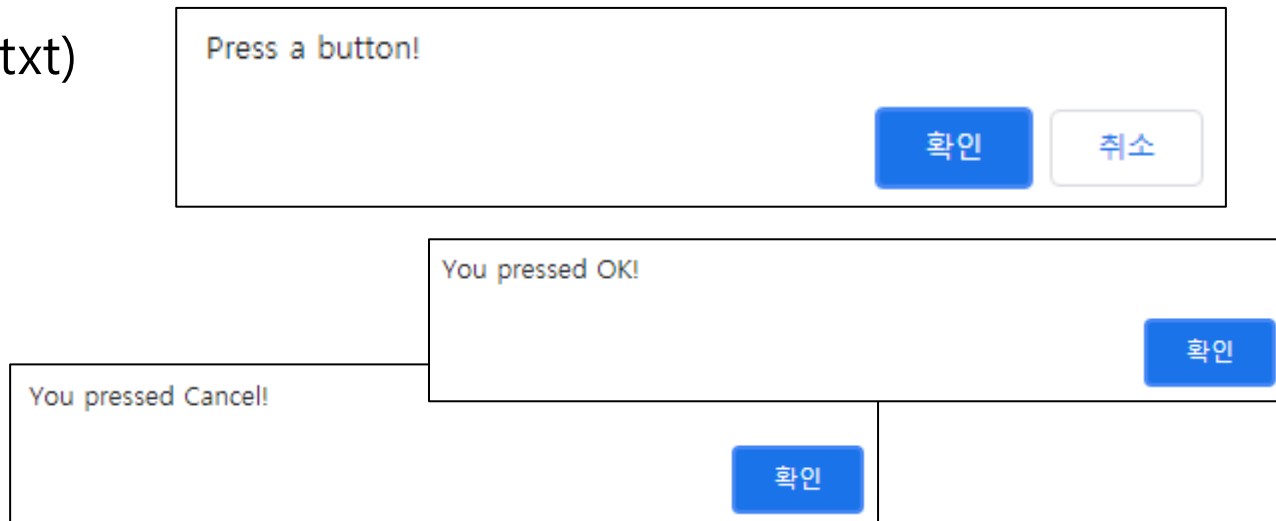 txt)
Press a button!
확인
취소
You pressed OK!
확인
You pressed Cancel!
확인